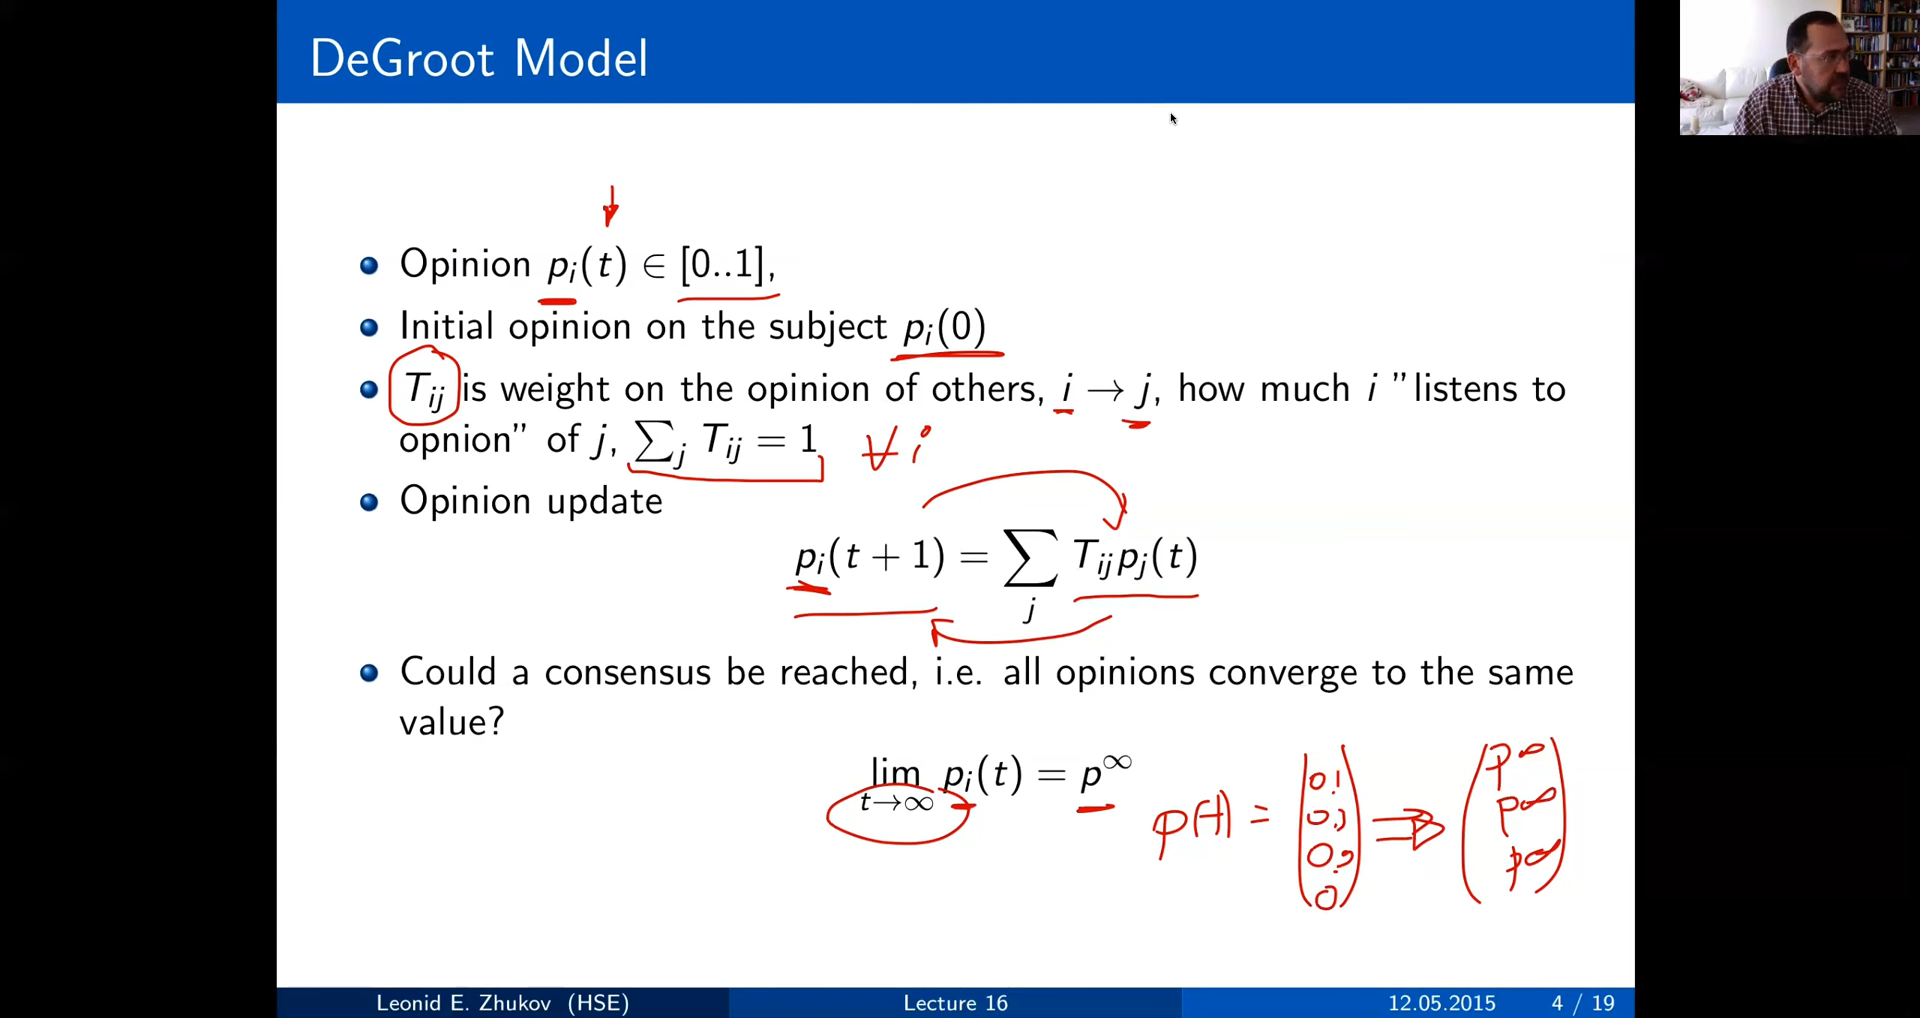 DeGroot Model
Opinion pᵢ(t) ∈ [0..1],
Initial opinion on the subject pᵢ(0)
Tᵢⱼ is weight on the opinion of others, i → j, how much i "listens to
opnion" of j, ∑ⱼ Tᵢⱼ = 1 ∀ i
Opinion update
pᵢ(t + 1) = ∑ⱼ Tᵢⱼpⱼ(t)
Could a consensus be reached, i.e. all opinions converge to the same
value?
lim t→∞ pᵢ(t) = p^∞
p(t) =
0,1
0
p^∞
p^∞
p^∞
Leonid E. Zhukov (HSE) Lecture 16 12.05.2015 4 / 19